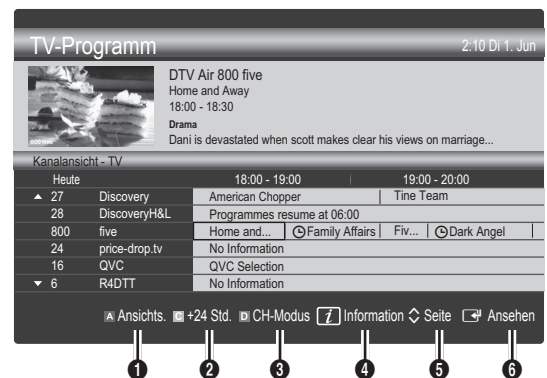 TV-Programm 2:10 Di 1. Jun
DTV Air 800 five
Home and Away
18:00 - 18:30
Drama
Dani is devastated when scott makes clear his views on marriage...
800 five
Kanalansicht - TV
Heute 18:00 - 19:00 19:00 - 20:00
▲ 27 Discovery American Chopper Tine Team
28 DiscoveryH&L Programmes resume at 06:00
800 five Home and... Family Affairs Fiv... Dark Angel
24 price-drop.tv No Information
16 QVC QVC Selection
▼ 6 R4DTT No Information
A Ansichts. C +24 Std. D CH-Modus i Information Seite Ansehen
1 2 3 4 5 6